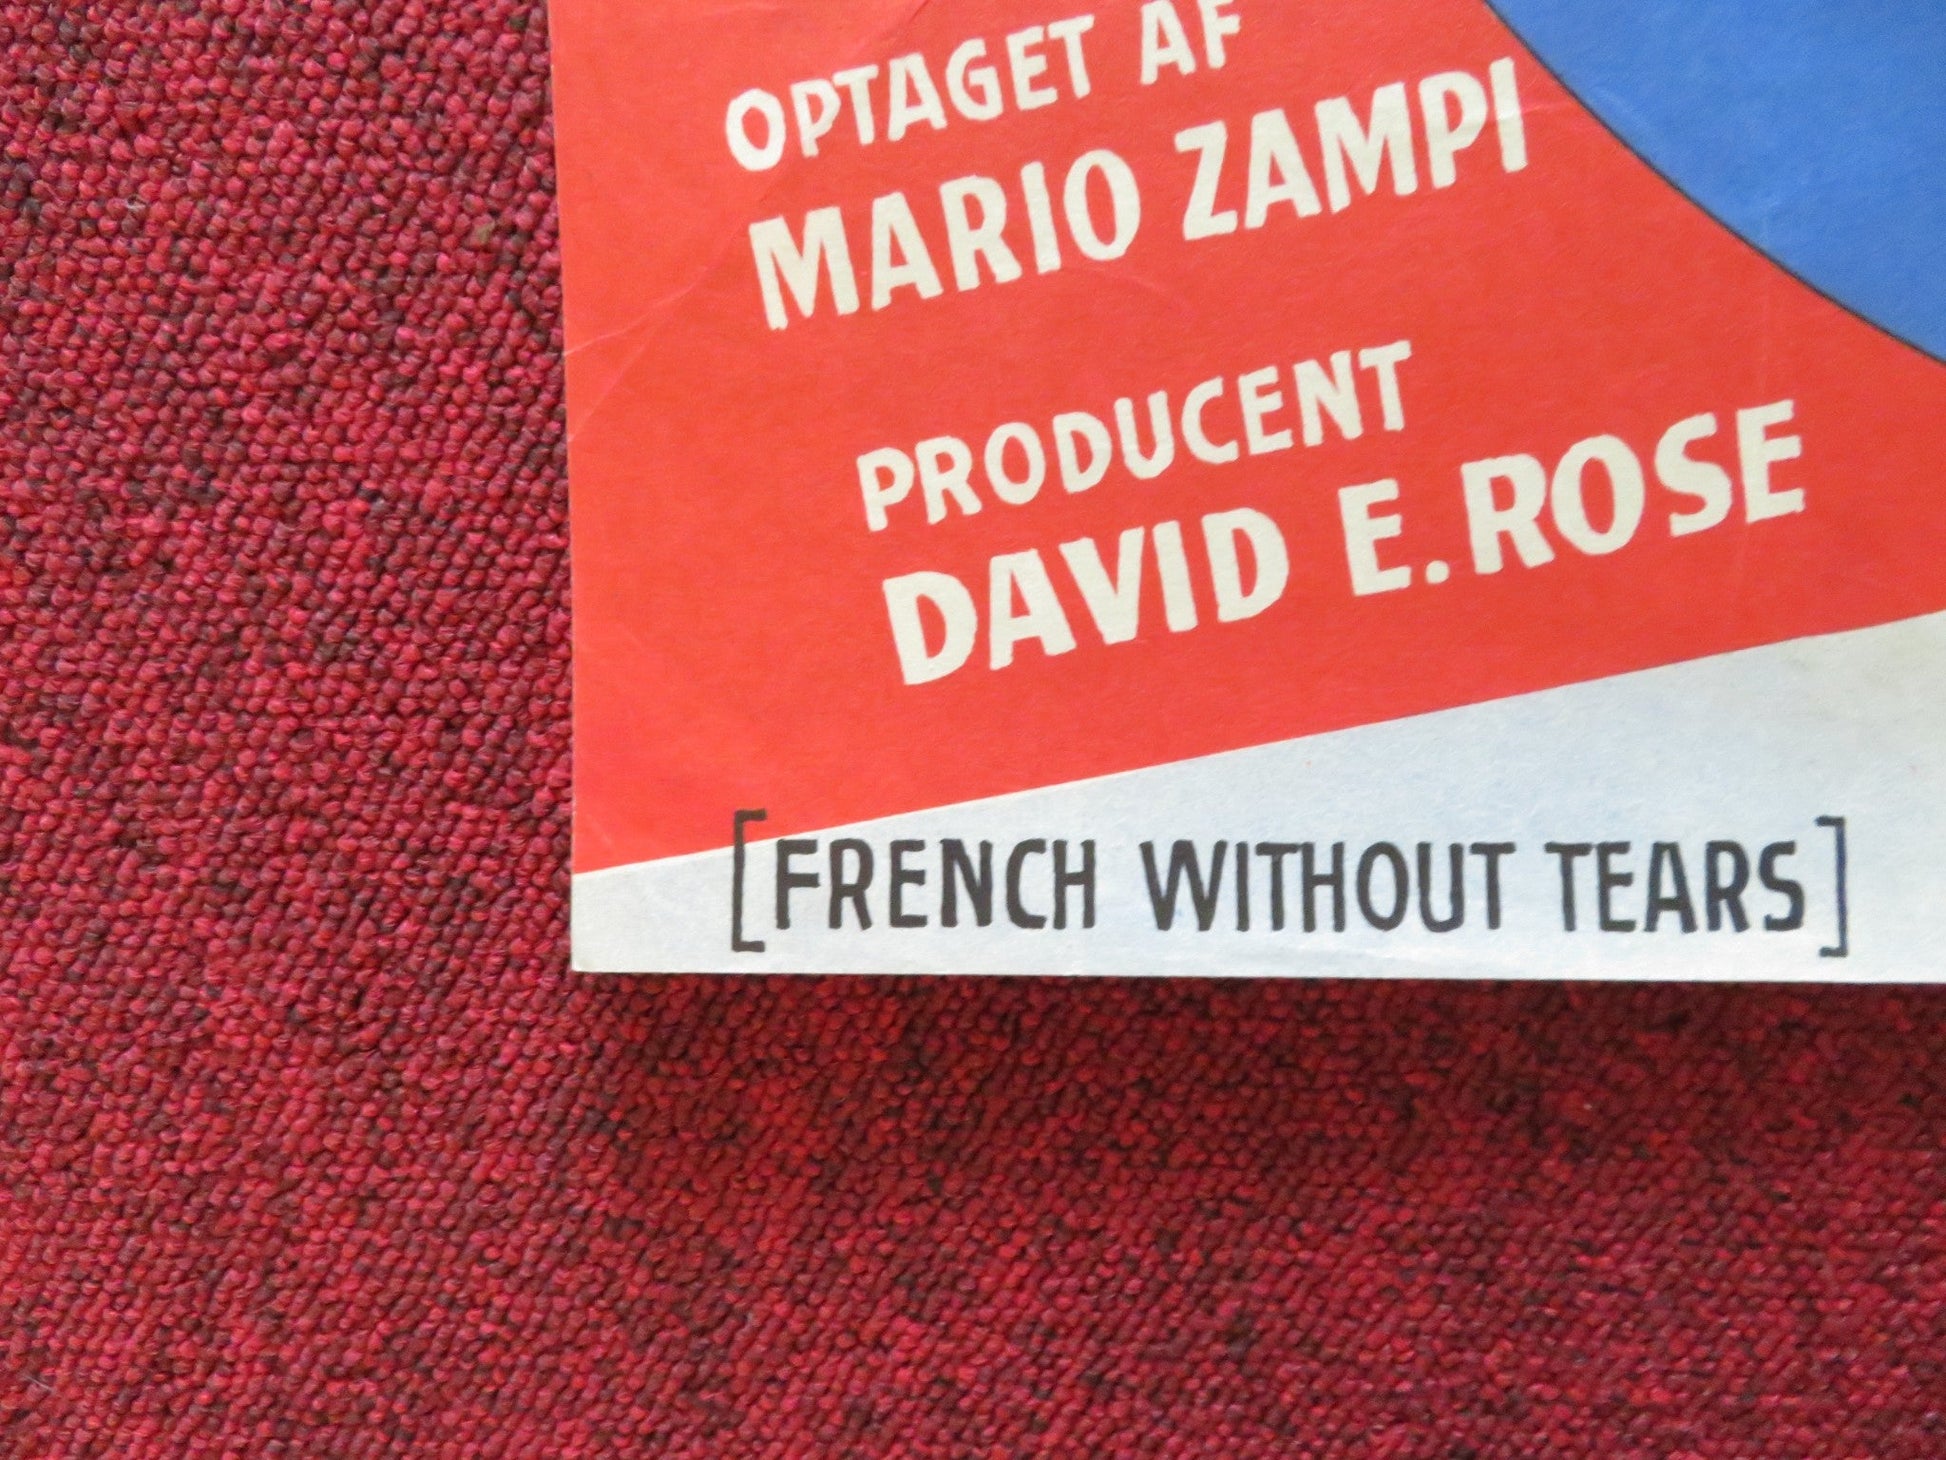 OPTAGET AF
MARIO ZAMPI
PRODUCENT
DAVID E. ROSE
[FRENCH WITHOUT TEARS]